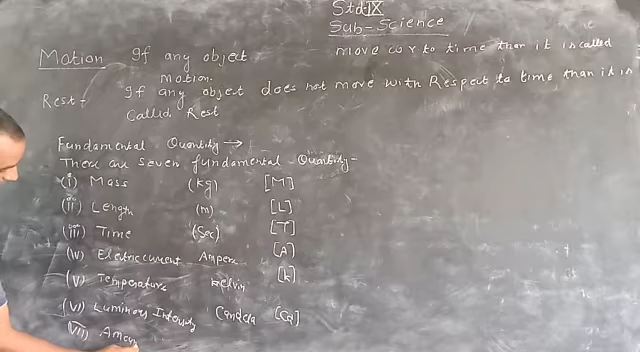 Std:IX
Sub-Science
Motion If any object move w.r to time than it is called
motion.
Rest - If any object does not move with Respect to time than it is
Called Rest
Fundamental Quantity →
There are seven fundamental Quantity-
(i) Mass (kg) [M]
(ii) Length (m) [L]
(iii) Time (Sec) [T]
(iv) Electric current Ampere [A]
(v) Temperature kelvin [k]
(vi) Luminous Intensity Candela [Cd]
(vii) Amou